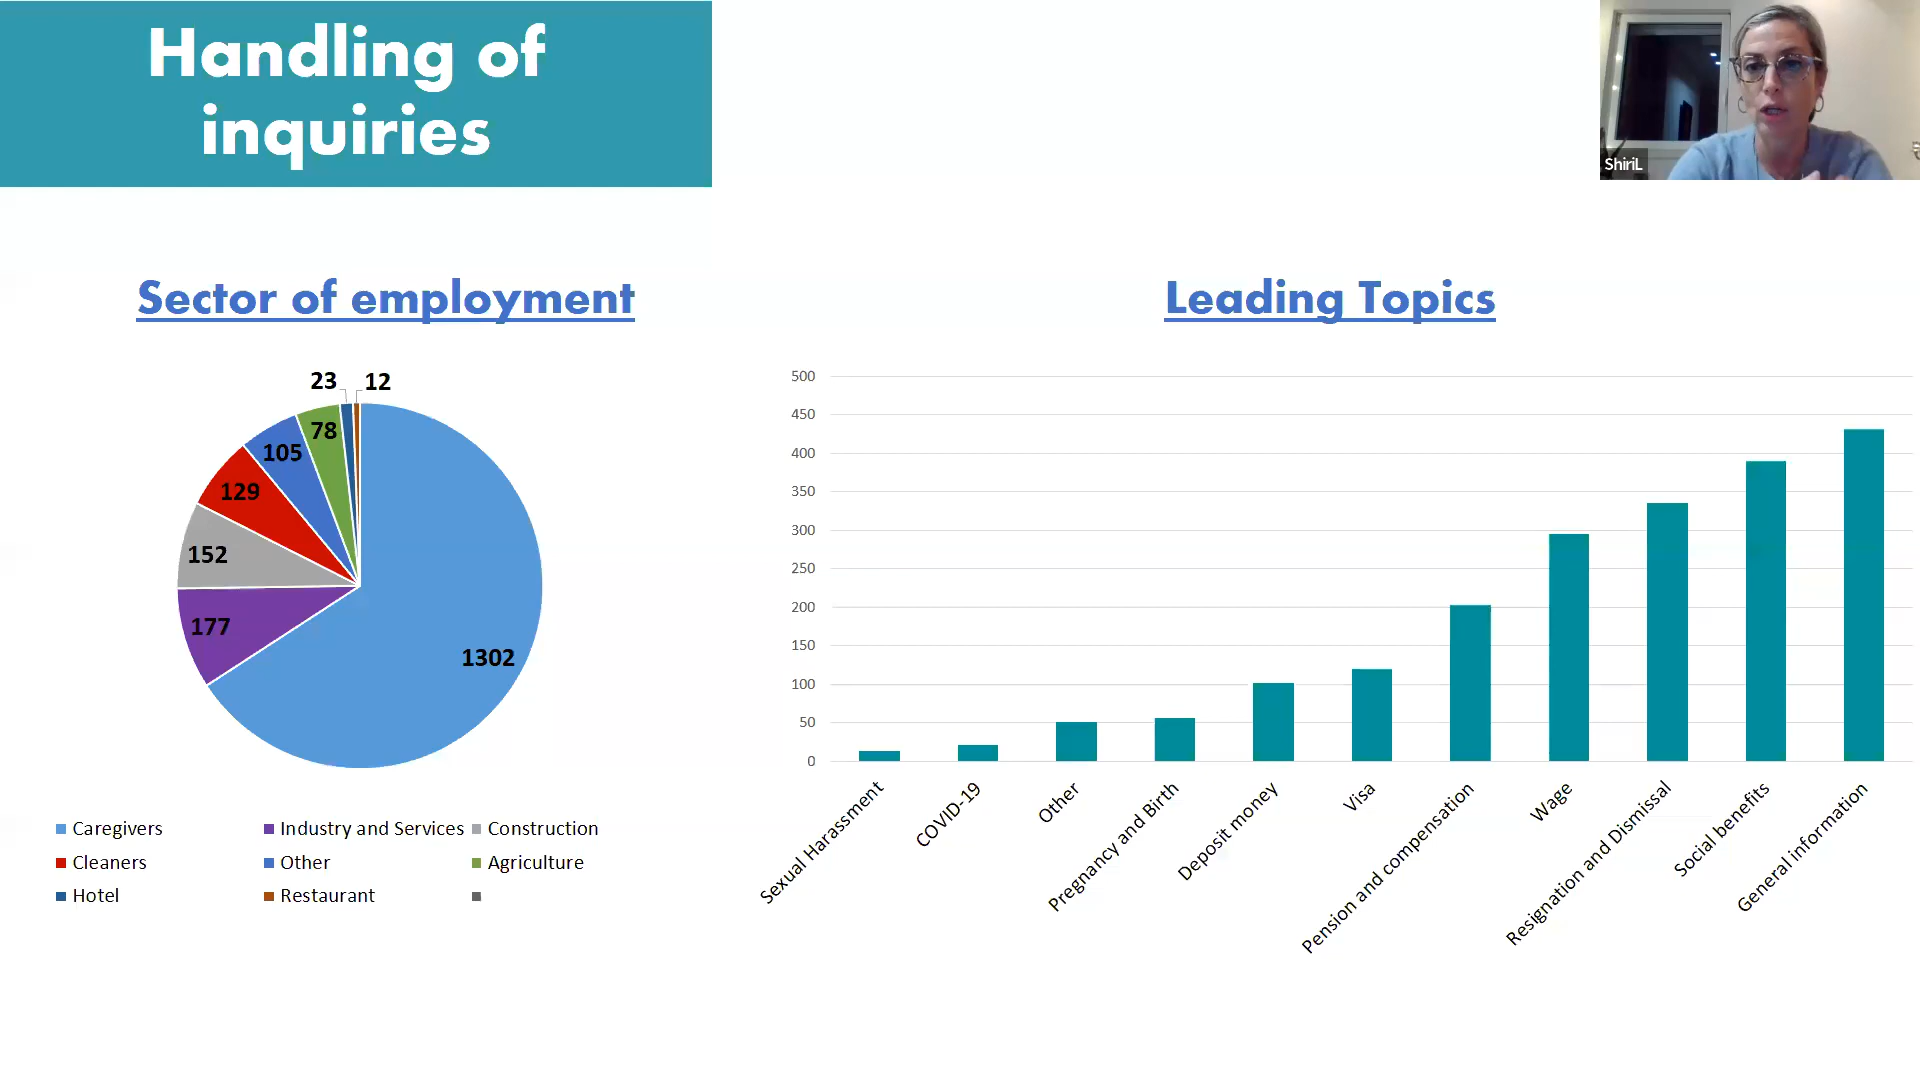 Handling of
inquiries
ShiriL
Sector of employment
23
12
78
105
129
152
177
1302
Caregivers
Industry and Services
Construction
Cleaners
Other
Agriculture
Hotel
Restaurant
Leading Topics
500
450
400
350
300
250
200
150
100
50
0
Sexual Harassment
COVID-19
Other
Pregnancy and Birth
Deposit money
Visa
Pension and compensation
Wage
Resignation and Dismissal
Social benefits
General information